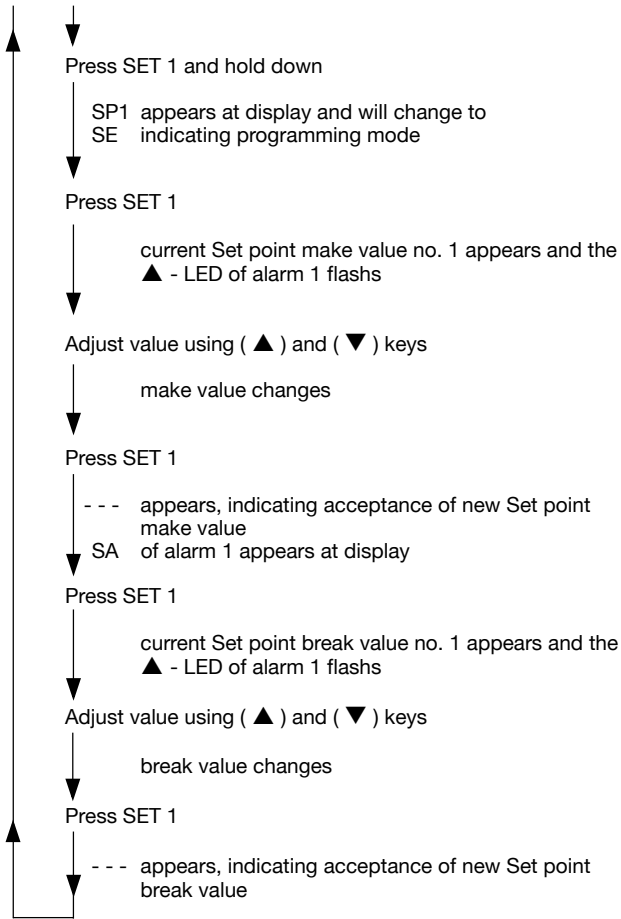 Press SET 1 and hold down
SP1 appears at display and will change to
SE indicating programming mode
Press SET 1
current Set point make value no. 1 appears and the
▲ - LED of alarm 1 flashs
Adjust value using ( ▲ ) and ( ▼ ) keys
make value changes
Press SET 1
- - - appears, indicating acceptance of new Set point
make value
SA of alarm 1 appears at display
Press SET 1
current Set point break value no. 1 appears and the
▲ - LED of alarm 1 flashs
Adjust value using ( ▲ ) and ( ▼ ) keys
break value changes
Press SET 1
- - - appears, indicating acceptance of new Set point
break value